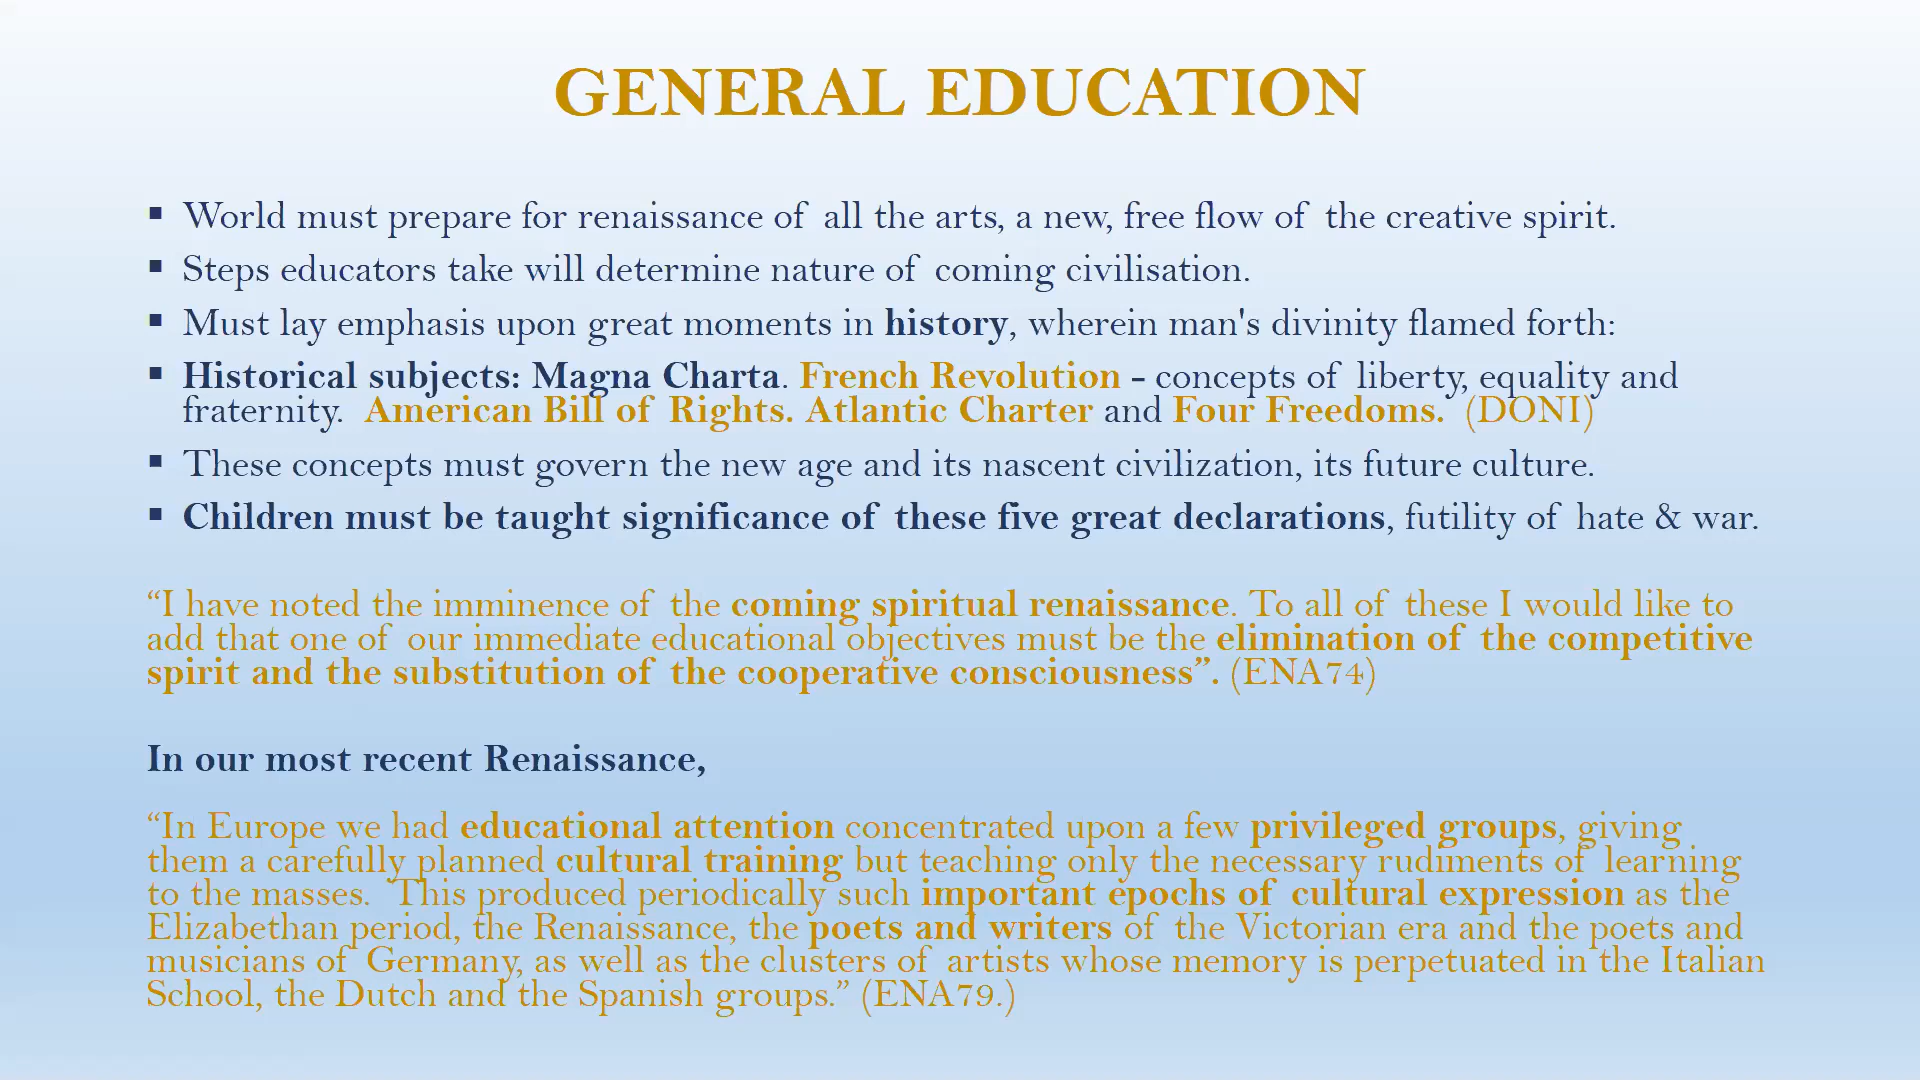 GENERAL EDUCATION
▪ World must prepare for renaissance of all the arts, a new, free flow of the creative spirit.
▪ Steps educators take will determine nature of coming civilisation.
▪ Must lay emphasis upon great moments in history, wherein man's divinity flamed forth:
▪ Historical subjects: Magna Charta. French Revolution - concepts of liberty, equality and
fraternity. American Bill of Rights. Atlantic Charter and Four Freedoms. (DONI)
▪ These concepts must govern the new age and its nascent civilization, its future culture.
▪ Children must be taught significance of these five great declarations, futility of hate & war.
“I have noted the imminence of the coming spiritual renaissance. To all of these I would like to
add that one of our immediate educational objectives must be the elimination of the competitive
spirit and the substitution of the cooperative consciousness”. (ENA74)
In our most recent Renaissance,
“In Europe we had educational attention concentrated upon a few privileged groups, giving
them a carefully planned cultural training but teaching only the necessary rudiments of learning
to the masses. This produced periodically such important epochs of cultural expression as the
Elizabethan period, the Renaissance, the poets and writers of the Victorian era and the poets and
musicians of Germany, as well as the clusters of artists whose memory is perpetuated in the Italian
School, the Dutch and the Spanish groups.” (ENA79.)